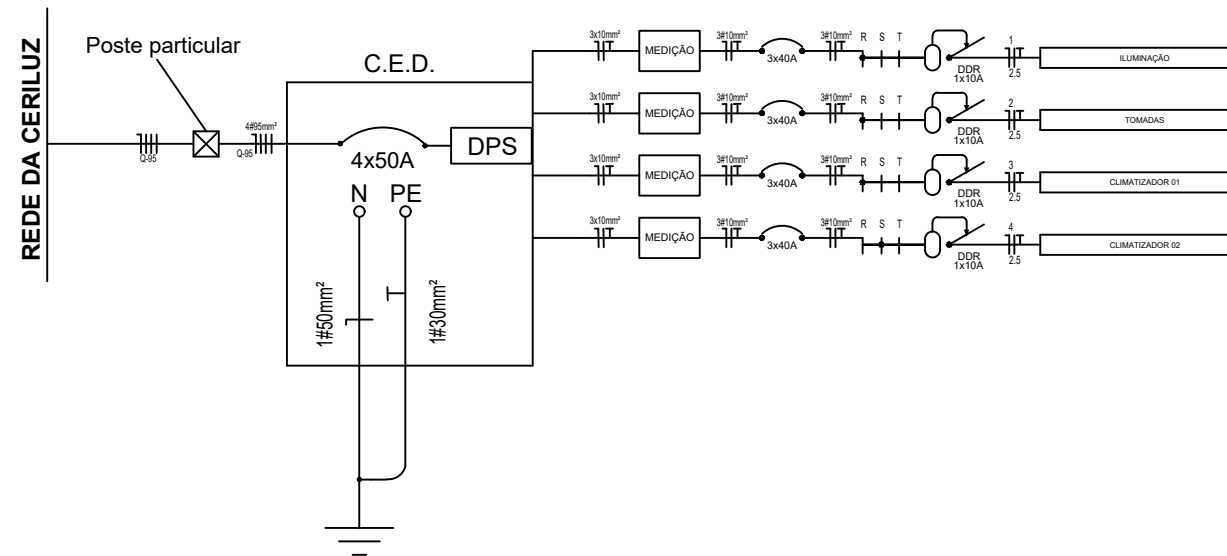 REDE DA CERILUZ
Poste particular
Q-95
4#95mm²
Q-95
C.E.D.
4x50A
DPS
N PE
1#50mm²
1#30mm²
3x10mm²
MEDIÇÃO
3#10mm²
3x40A
3#10mm²
R S T
DDR
1x10A
1
2.5
ILUMINAÇÃO
3x10mm²
MEDIÇÃO
3#10mm²
3x40A
3#10mm²
R S T
DDR
1x10A
2
2.5
TOMADAS
3x10mm²
MEDIÇÃO
3#10mm²
3x40A
3#10mm²
R S T
DDR
1x10A
3
2.5
CLIMATIZADOR 01
3x10mm²
MEDIÇÃO
3#10mm²
3x40A
3#10mm²
R S T
DDR
1x10A
4
2.5
CLIMATIZADOR 02